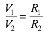 V₁/V₂ = R₁/R₂